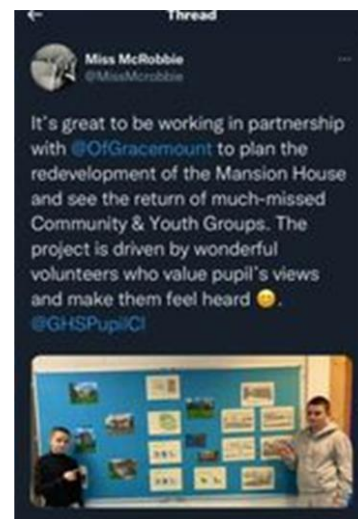 Thread
Miss McRobbie
@MissMcrobbie
It's great to be working in partnership
with @OfGracemount to plan the
redevelopment of the Mansion House
and see the return of much-missed
Community & Youth Groups. The
project is driven by wonderful
volunteers who value pupil's views
and make them feel heard 😊.
@GHSPupilCl